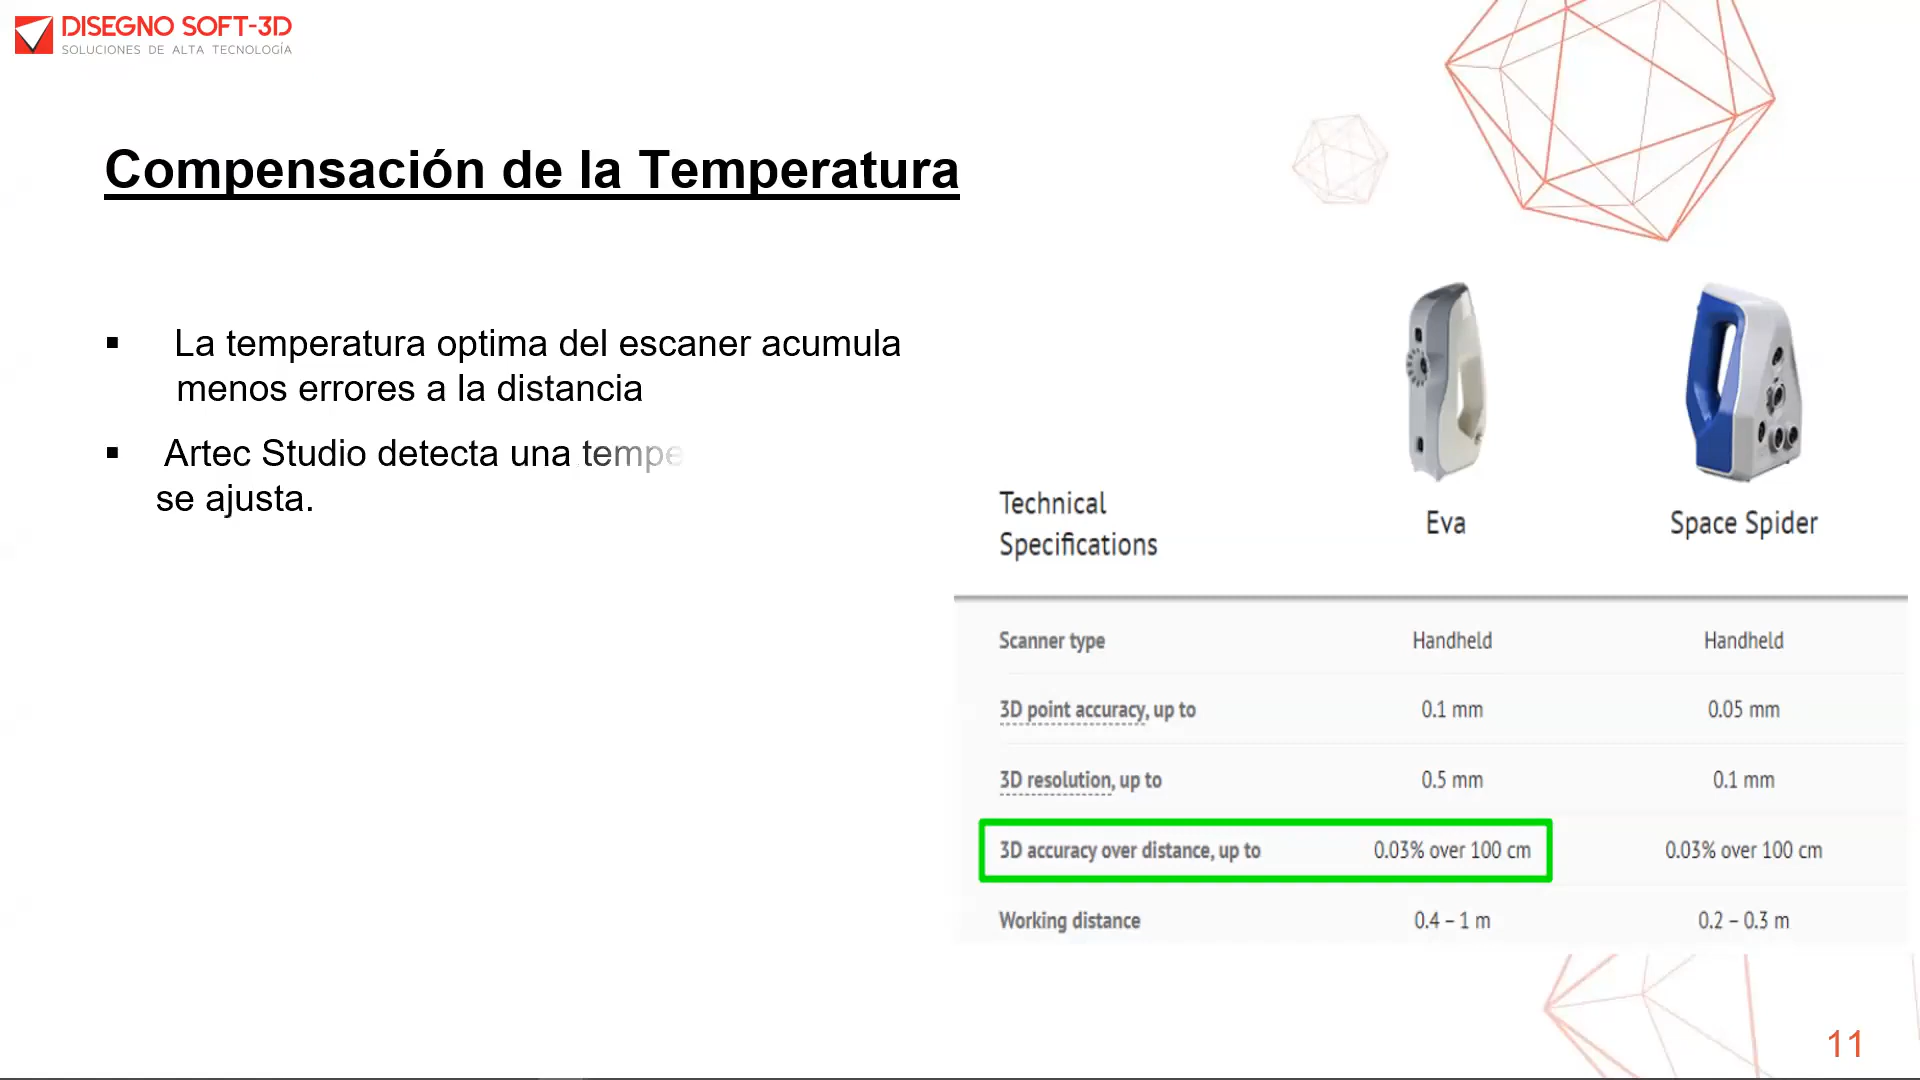 DISEGNO SOFT-3D
SOLUCIONES DE ALTA TECNOLOGÍA
Compensación de la Temperatura
▪ La temperatura optima del escaner acumula
menos errores a la distancia
▪ Artec Studio detecta una tempe
se ajusta.
Technical
Specifications
Eva Space Spider
Scanner type Handheld Handheld
3D point accuracy, up to 0.1 mm 0.05 mm
3D resolution, up to 0.5 mm 0.1 mm
3D accuracy over distance, up to 0.03% over 100 cm 0.03% over 100 cm
Working distance 0.4 – 1 m 0.2 – 0.3 m
11